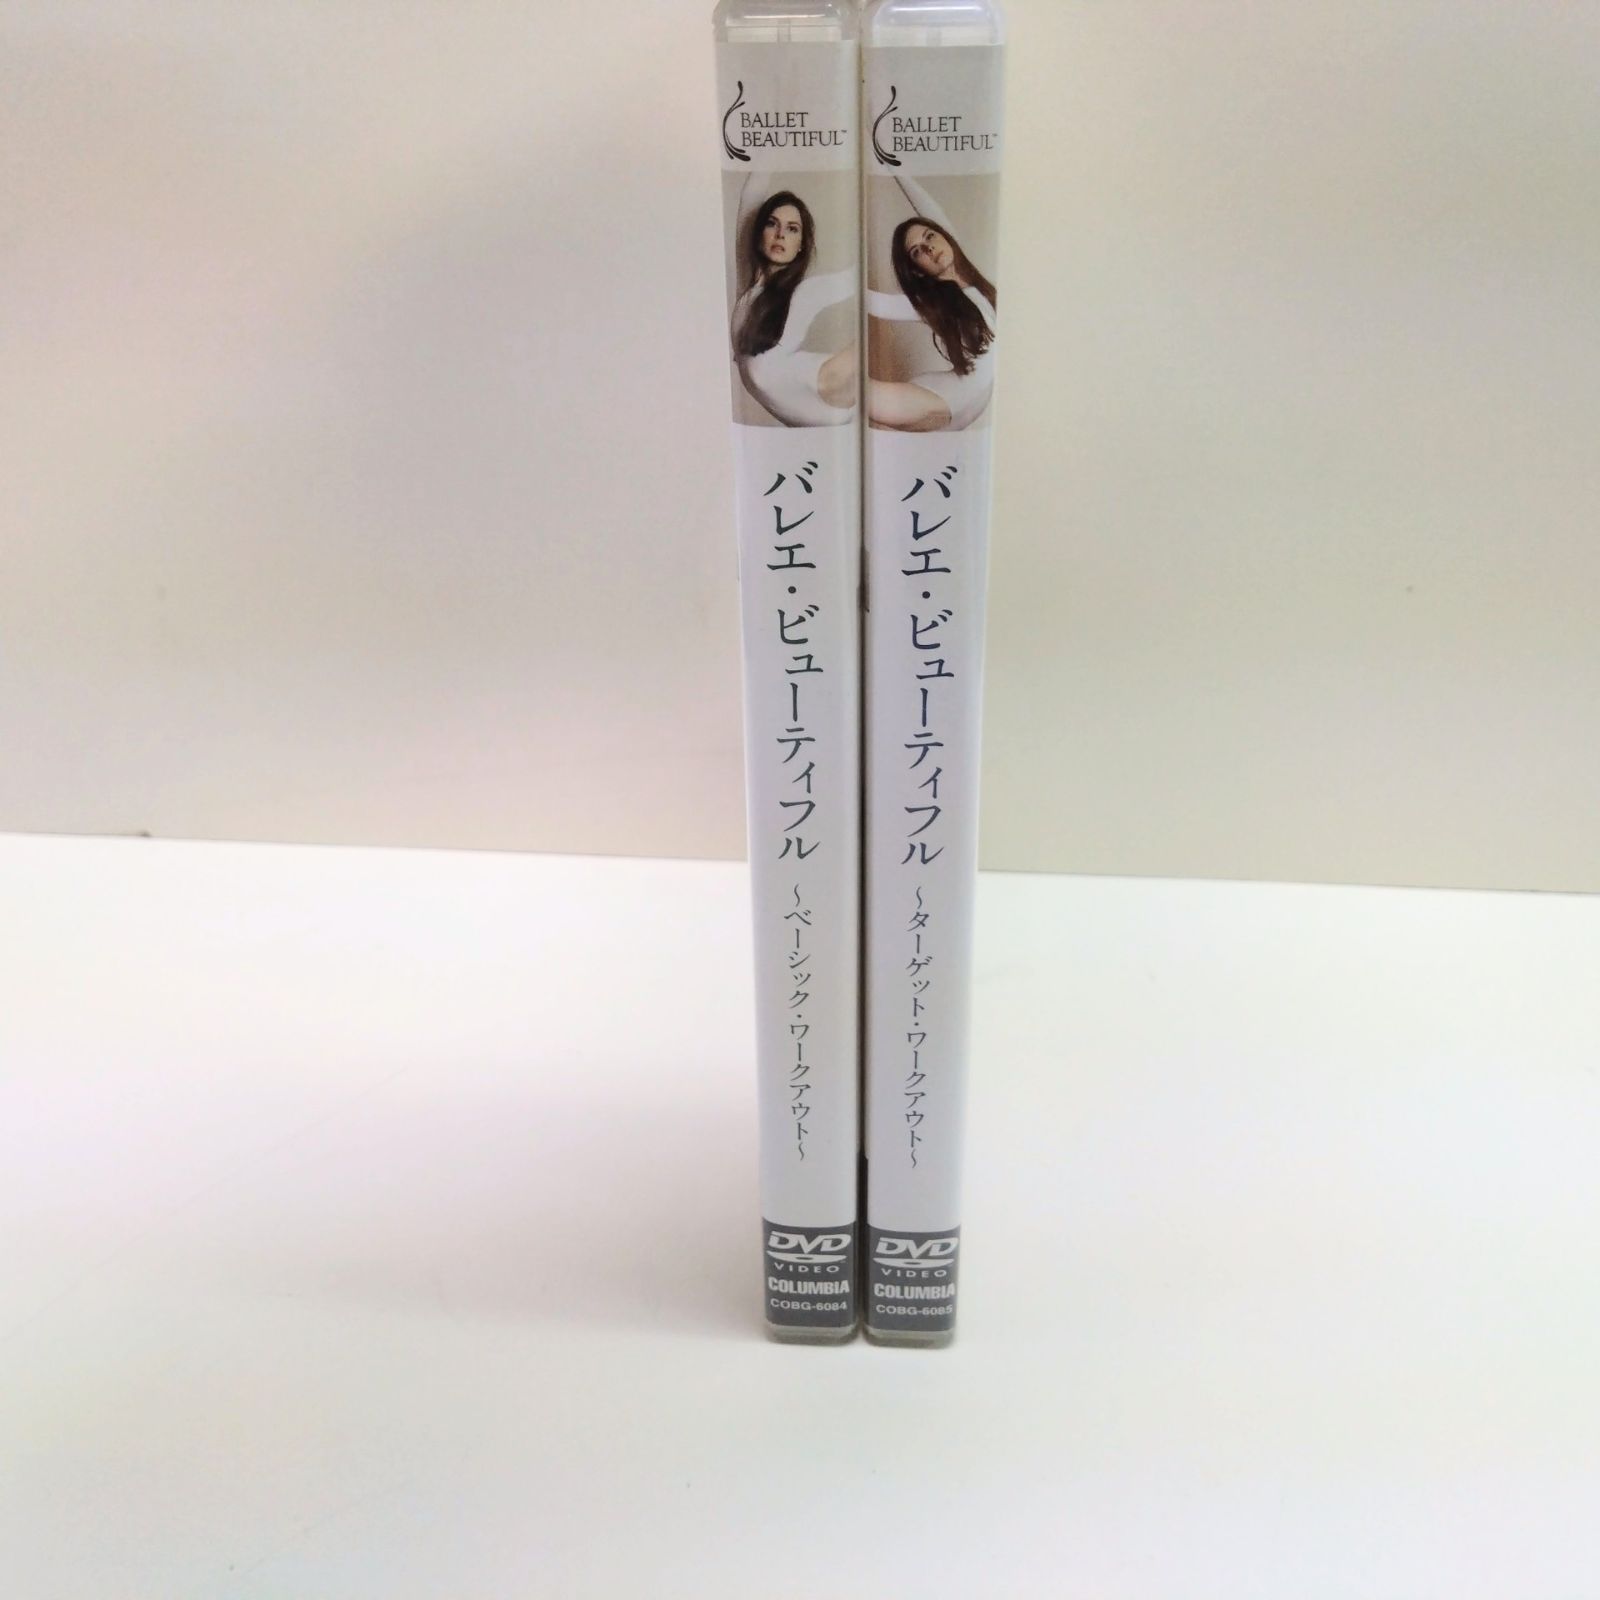 BALLET
BEAUTIFUL™
バレエ・ビューティフル
〜ベーシック・ワークアウト〜
DVD
VIDEO
COLUMBIA
COBG-6084
BALLET
BEAUTIFUL™
バレエ・ビューティフル
〜ターゲット・ワークアウト〜
DVD
VIDEO
COLUMBIA
COBG-6085